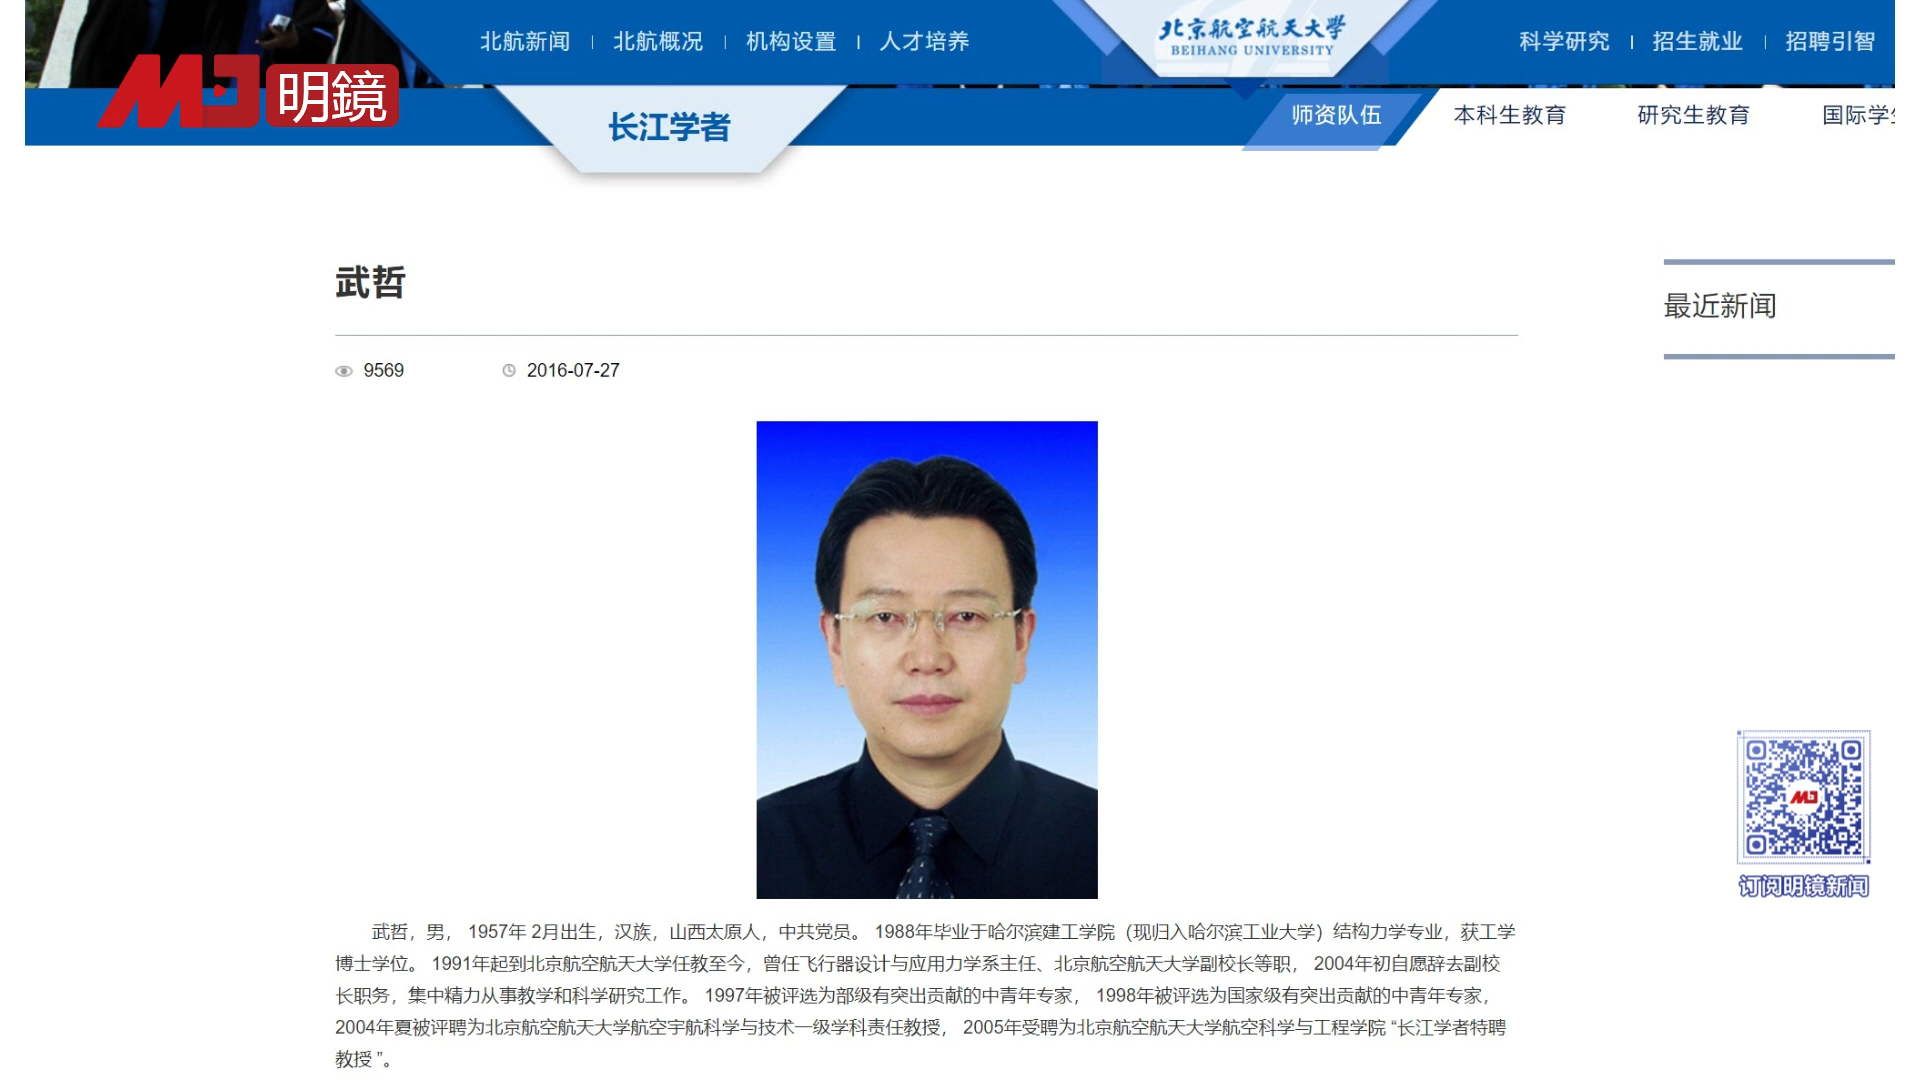 北航新闻 | 北航概况 | 机构设置 | 人才培养
北京航空航天大學
BEIHANG UNIVERSITY
科学研究 | 招生就业 | 招聘引智
MJ 明鏡
长江学者
师资队伍 本科生教育 研究生教育 国际学生
武哲
最近新闻
9569 2016-07-27
武哲，男， 1957年 2月出生，汉族，山西太原人，中共党员。 1988年毕业于哈尔滨建工学院（现归入哈尔滨工业大学）结构力学专业，获工学
博士学位。 1991年起到北京航空航天大学任教至今，曾任飞行器设计与应用力学系主任、北京航空航天大学副校长等职， 2004年初自愿辞去副校
长职务，集中精力从事教学和科学研究工作。 1997年被评选为部级有突出贡献的中青年专家， 1998年被评选为国家级有突出贡献的中青年专家，
2004年夏被评聘为北京航空航天大学航空宇航科学与技术一级学科责任教授， 2005年受聘为北京航空航天大学航空科学与工程学院 “长江学者特聘
教授 ”。
MJ
订阅明镜新闻